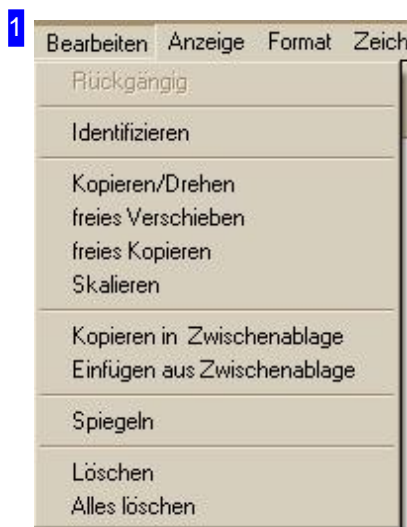 1
Bearbeiten Anzeige Format Zeich
Rückgängig
Identifizieren
Kopieren/Drehen
freies Verschieben
freies Kopieren
Skalieren
Kopieren in Zwischenablage
Einfügen aus Zwischenablage
Spiegeln
Löschen
Alles löschen